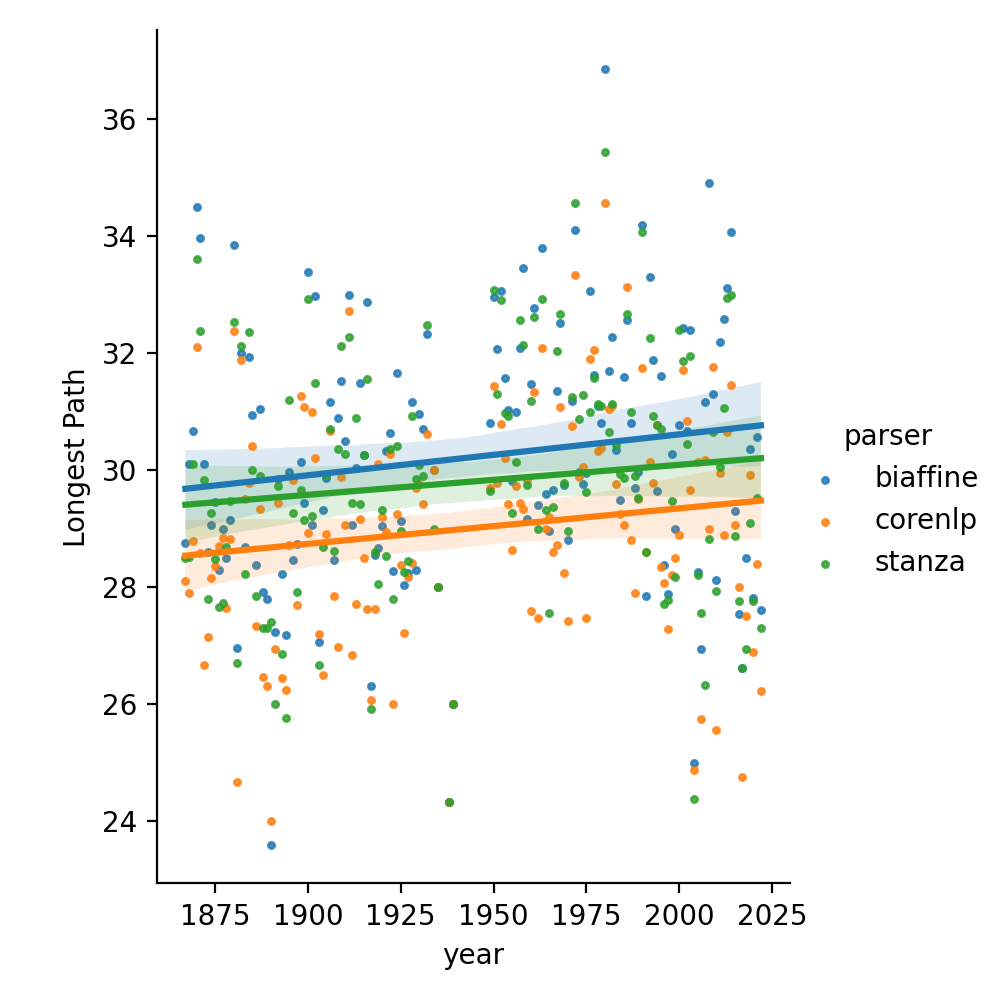 36
34
32
30
28
26
24
Longest Path
1875 1900 1925 1950 1975 2000 2025
year
parser
biaffine
corenlp
stanza